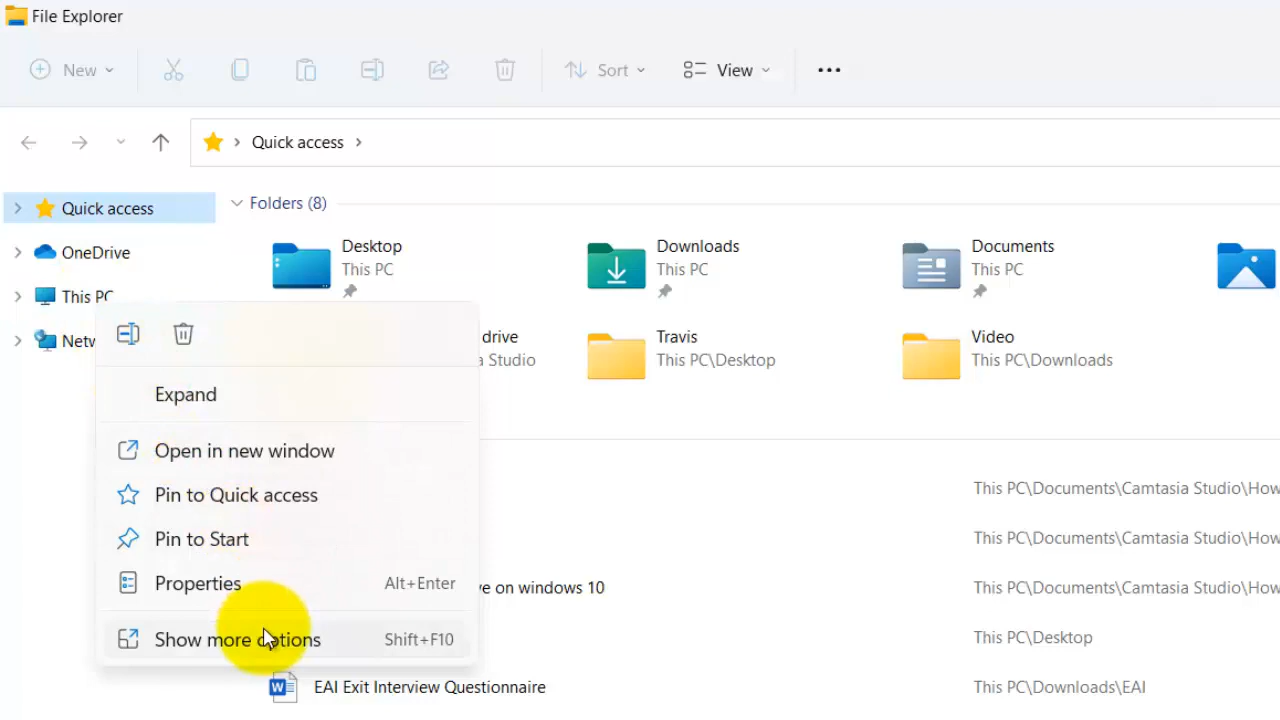 File Explorer
New
Sort
View
Quick access
Quick access
Folders (8)
OneDrive
This PC
Netw
Desktop
This PC
Downloads
This PC
Documents
This PC
drive
Studio
Travis
This PC\Desktop
Video
This PC\Downloads
Expand
Open in new window
Pin to Quick access
Pin to Start
Properties Alt+Enter
Show more options Shift+F10
This PC\Documents\Camtasia Studio\How
This PC\Documents\Camtasia Studio\How
on windows 10 This PC\Documents\Camtasia Studio\How
This PC\Desktop
W EAI Exit Interview Questionnaire This PC\Downloads\EAI